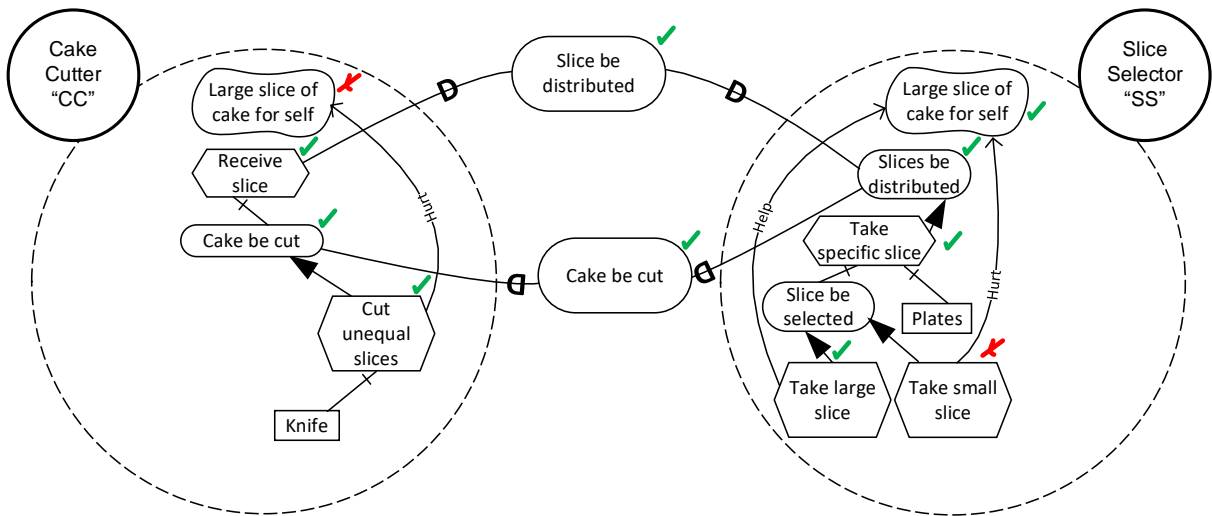 Cake
Cutter
“CC”
Large slice of
cake for self
Receive
slice
Cake be cut
Cut
unequal
slices
Knife
Hurt
D
Slice be
distributed
D
D
Cake be cut
D
Slice
Selector
“SS”
Large slice of
cake for self
Slices be
distributed
Take
specific slice
Help
Slice be
selected
Plates
Hurt
Take large
slice
Take small
slice